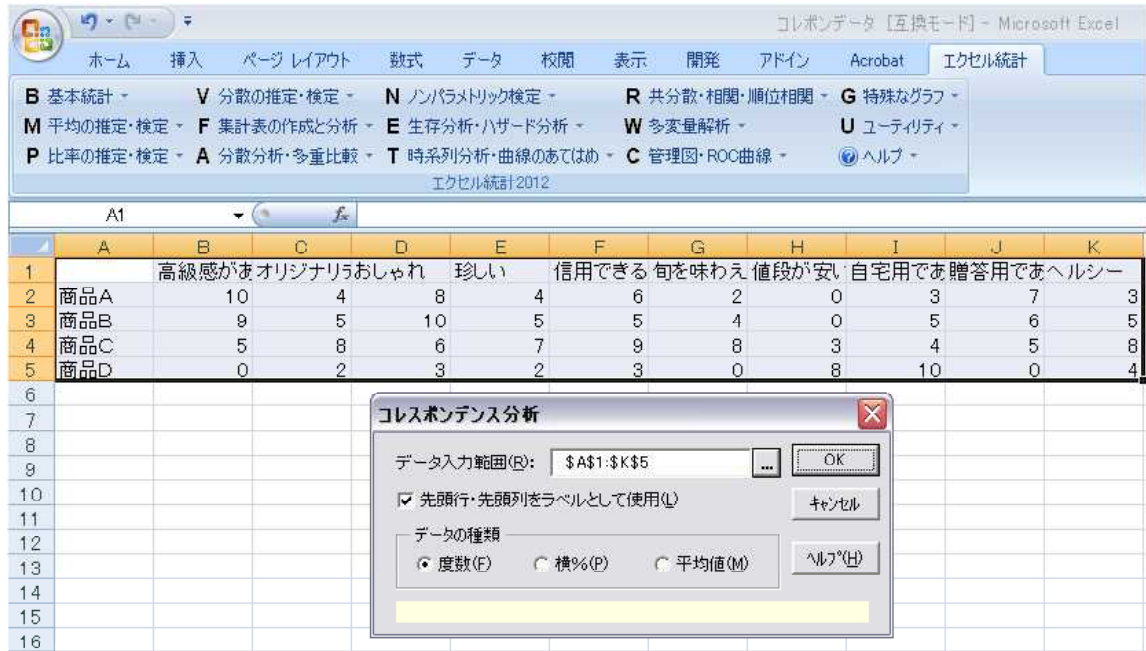 コレポンデータ [互換モード] - Microsoft Excel
ホーム 挿入 ページ レイアウト 数式 データ 校閲 表示 開発 アドイン Acrobat エクセル統計
B 基本統計 V 分散の推定・検定 N ノンパラメトリック検定 R 共分散・相関・順位相関 G 特殊なグラフ
M 平均の推定・検定 F 集計表の作成と分析 E 生存分析・ハザード分析 W 多変量解析 U ユーティリティ
P 比率の推定・検定 A 分散分析・多重比較 T 時系列分析・曲線のあてはめ C 管理図・ROC曲線 ヘルプ
エクセル統計2012
A1 fx
A B C D E F G H I J K
1 高級感があ オリジナリラ おしゃれ 珍しい 信用できる 旬を味わえ 値段が安い 自宅用であ 贈答用であ ヘルシー
2 商品A 10 4 8 4 6 2 0 3 7 3
3 商品B 9 5 10 5 5 4 0 5 6 5
4 商品C 5 8 6 7 9 8 3 4 5 8
5 商品D 0 2 3 2 3 0 8 10 0 4
6
7
8
9
10
11
12
13
14
15
16
コレスポンデンス分析
データ入力範囲(R): $A$1:$K$5 ... OK
先頭行・先頭列をラベルとして使用(L) キャンセル
データの種類
度数(F) 横%(P) 平均値(M) ヘルプ(H)